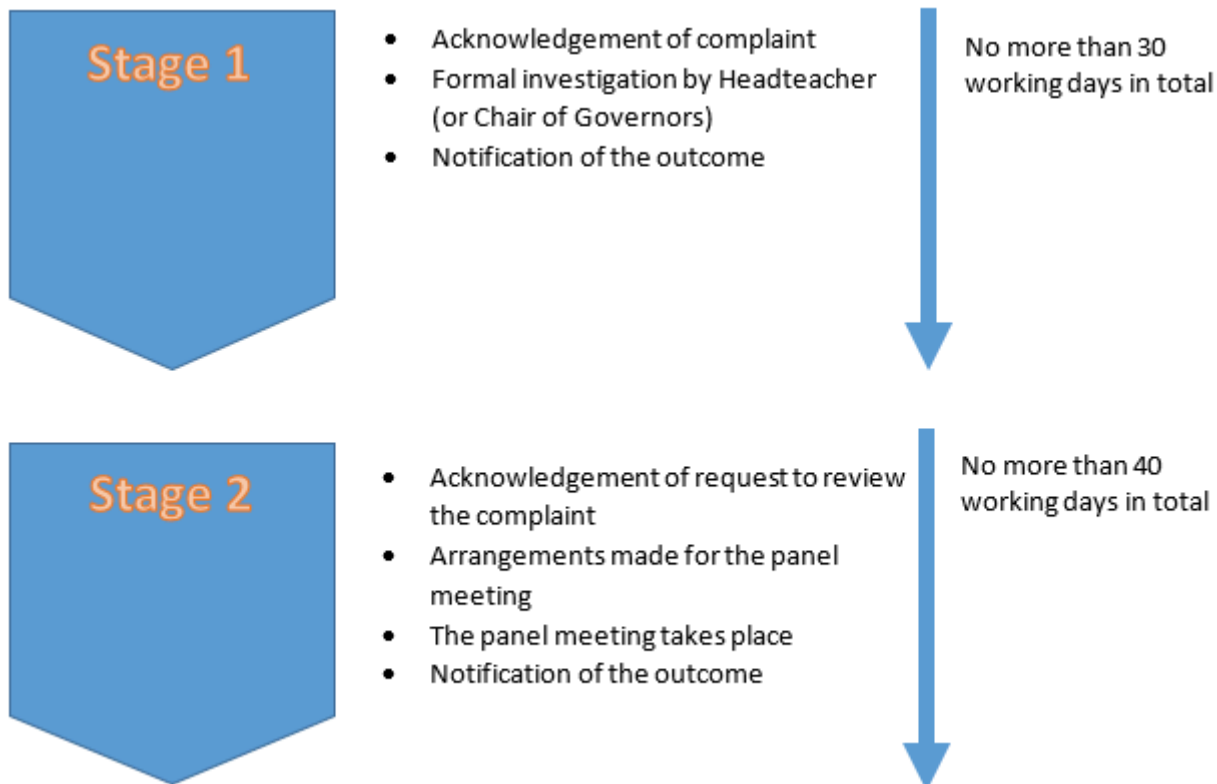 Stage 1
• Acknowledgement of complaint
• Formal investigation by Headteacher
(or Chair of Governors)
• Notification of the outcome
No more than 30
working days in total
Stage 2
• Acknowledgement of request to review
the complaint
• Arrangements made for the panel
meeting
• The panel meeting takes place
• Notification of the outcome
No more than 40
working days in total